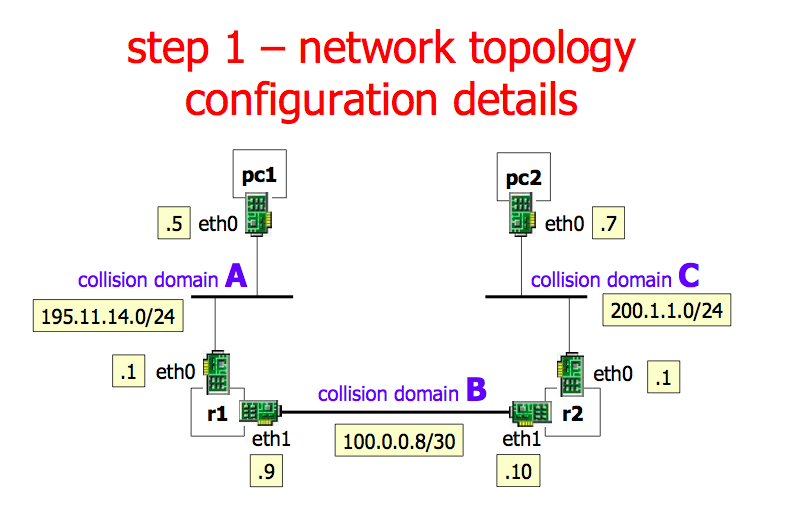 step 1 – network topology
configuration details
pc1
pc2
.5 eth0
eth0 .7
collision domain A
collision domain C
195.11.14.0/24
200.1.1.0/24
.1 eth0
eth0 .1
collision domain B
r1
r2
eth1
100.0.0.8/30
eth1
.9
.10